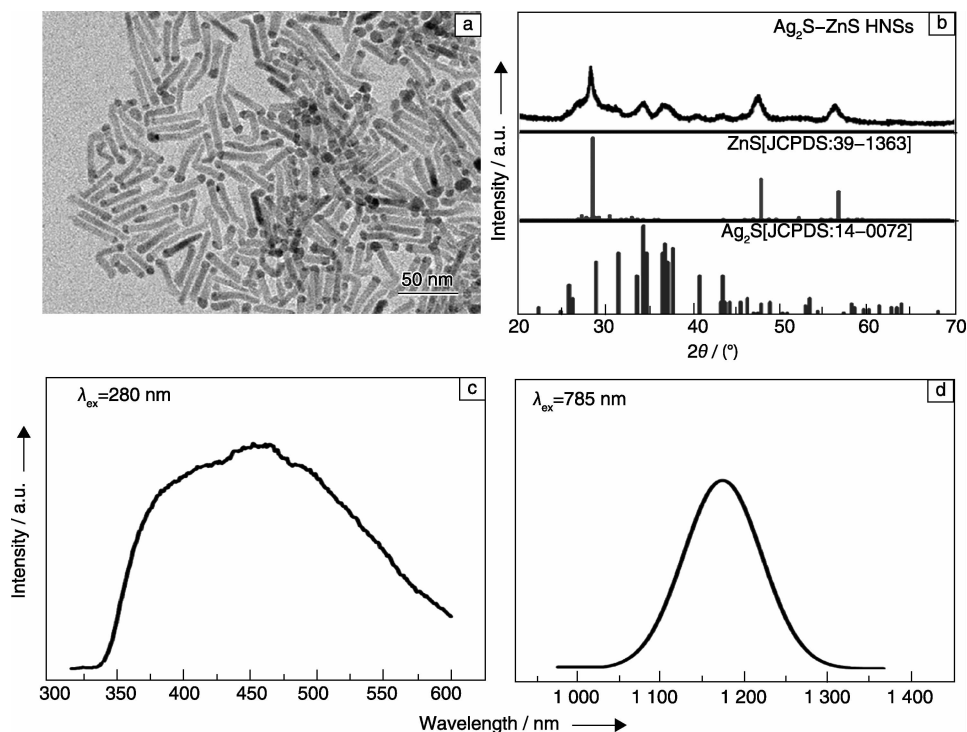 a
50 nm
b
Ag₂S–ZnS HNSs
ZnS[JCPDS:39–1363]
Ag₂S[JCPDS:14–0072]
Intensity / a.u.
20 30 40 50 60 70
2θ / (°)
c
λex=280 nm
Intensity / a.u.
300 350 400 450 500 550 600
d
λex=785 nm
1 000 1 100 1 200 1 300 1 400
Wavelength / nm